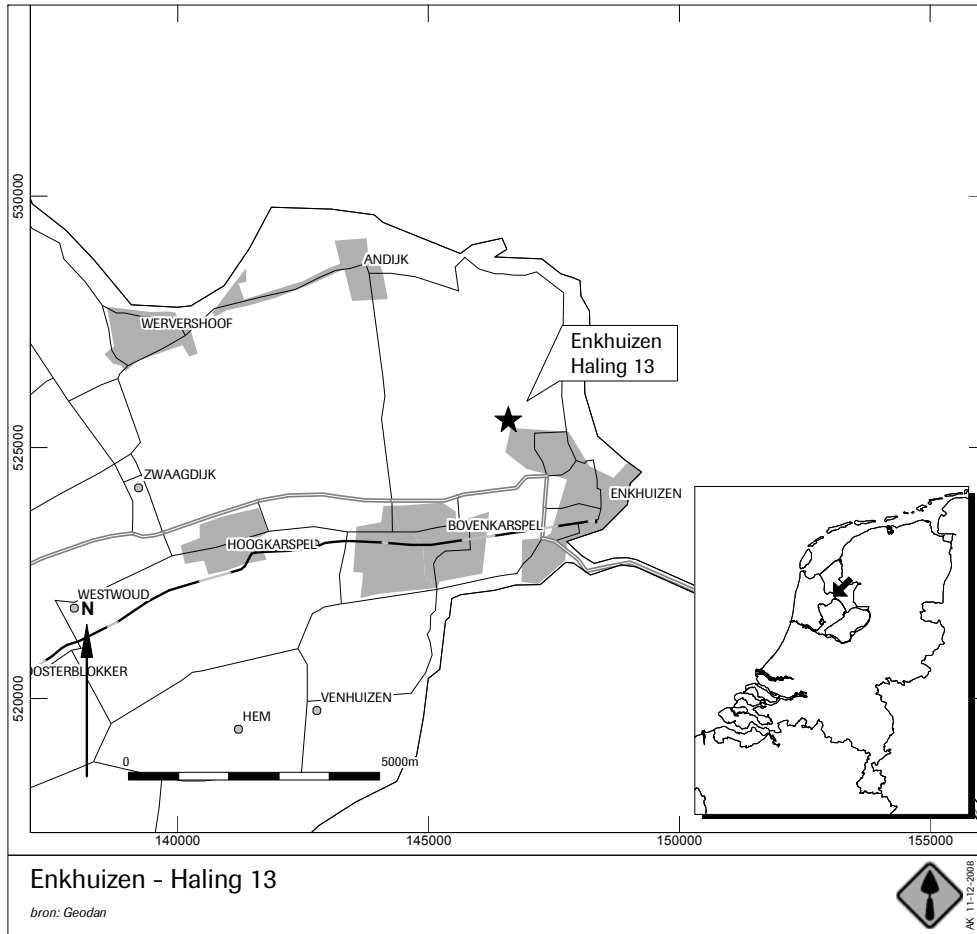 530000
525000
520000
ANDIJK
WERVERSHOOF
Enkhuizen
Haling 13
ZWAAGDIJK
ENKHUIZEN
BOVENKARSPEL
HOOGKARSPEL
WESTWOUD
N
OOSTERBLOKKER
VENHUIZEN
HEM
0 5000m
140000 145000 150000 155000
Enkhuizen - Haling 13
bron: Geodan
AK 11-12-2008